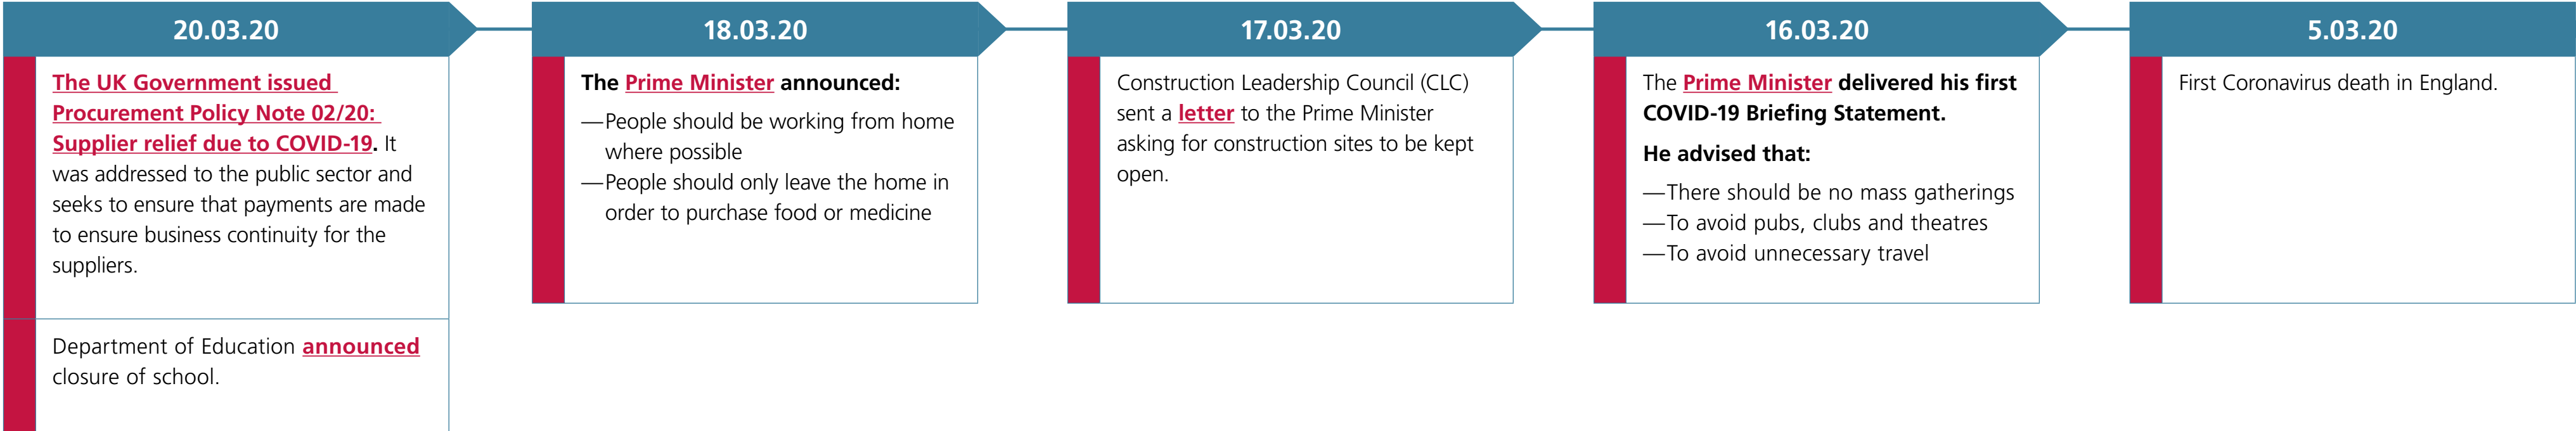 20.03.20
The UK Government issued
Procurement Policy Note 02/20:
Supplier relief due to COVID-19. It
was addressed to the public sector and
seeks to ensure that payments are made
to ensure business continuity for the
suppliers.
Department of Education announced
closure of school.
18.03.20
The Prime Minister announced:
—People should be working from home
where possible
—People should only leave the home in
order to purchase food or medicine
17.03.20
Construction Leadership Council (CLC)
sent a letter to the Prime Minister
asking for construction sites to be kept
open.
16.03.20
The Prime Minister delivered his first
COVID-19 Briefing Statement.
He advised that:
—There should be no mass gatherings
—To avoid pubs, clubs and theatres
—To avoid unnecessary travel
5.03.20
First Coronavirus death in England.